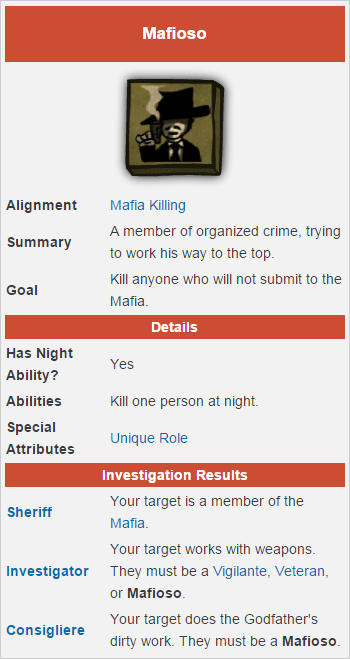 Mafioso
Alignment Mafia Killing
Summary A member of organized crime, trying
to work his way to the top.
Goal Kill anyone who will not submit to the
Mafia.
Details
Has Night
Ability? Yes
Abilities Kill one person at night.
Special
Attributes Unique Role
Investigation Results
Sheriff Your target is a member of the
Mafia.
Investigator Your target works with weapons.
They must be a Vigilante, Veteran,
or Mafioso.
Consigliere Your target does the Godfather's
dirty work. They must be a Mafioso.